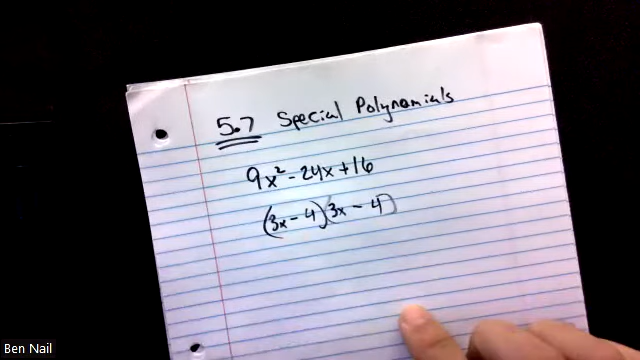 5.7 Special Polynomials
9x² - 24x + 16
(3x - 4)(3x - 4)
Ben Nail